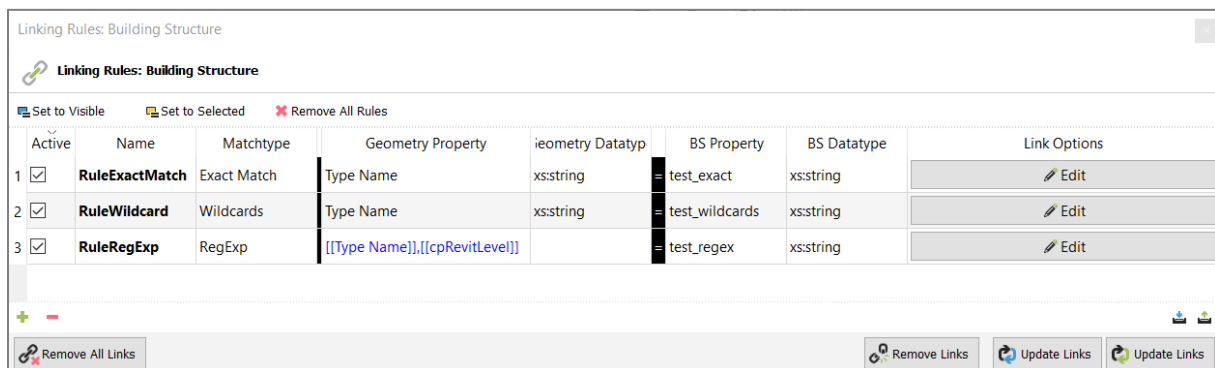 Linking Rules: Building Structure
Linking Rules: Building Structure
Set to Visible Set to Selected Remove All Rules
Active Name Matchtype Geometry Property Geometry Datatyp BS Property BS Datatype Link Options
1 RuleExactMatch Exact Match Type Name xs:string = test_exact xs:string Edit
2 RuleWildcard Wildcards Type Name xs:string = test_wildcards xs:string Edit
3 RuleRegExp RegExp [[Type Name]],[[cpRevitLevel]] = test_regex xs:string Edit
Remove All Links Remove Links Update Links Update Links